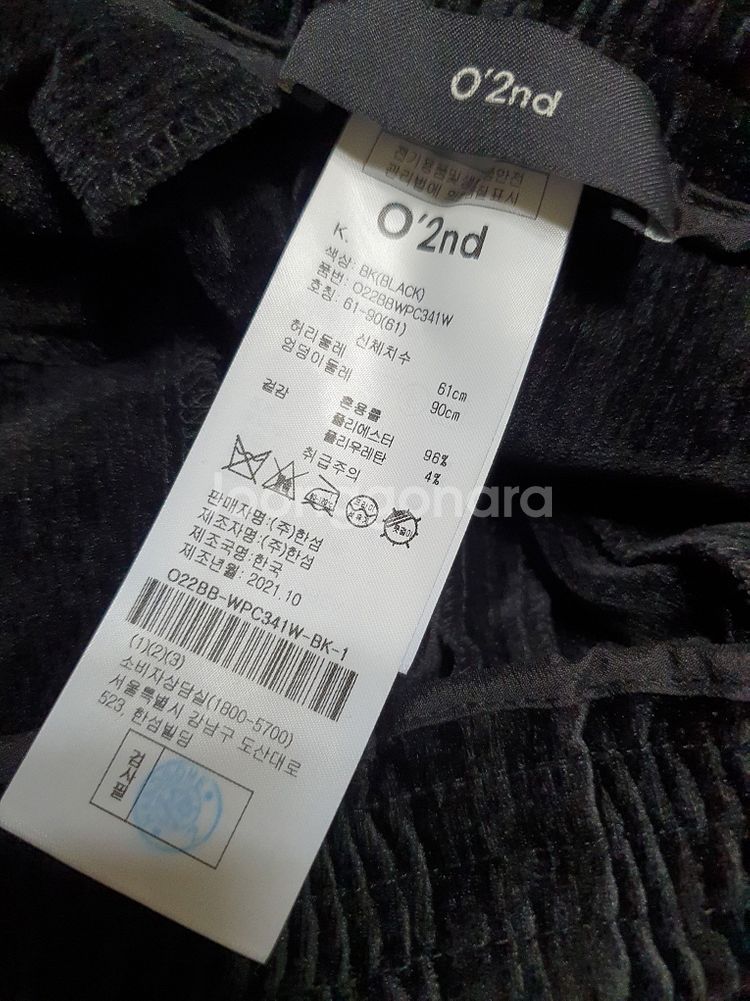 O'2nd
전기용품및생활용품안전
관리법에 의한 표시
K. O'2nd
색상: BK(BLACK)
품번: O22BBWPC341W
호칭: 61-90(61)
신체치수
허리둘레 61cm
엉덩이둘레 90cm
겉감 혼용률
폴리에스터 96%
폴리우레탄 4%
취급주의
판매자명:(주)한섬
제조자명:(주)한섬
제조국명:한국
제조년월: 2021.10
O22BB-WPC341W-BK-1
(1)(2)(3)
소비자상담실(1800-5700)
서울특별시 강남구 도산대로
523, 한섬빌딩
검사필
joonggonara